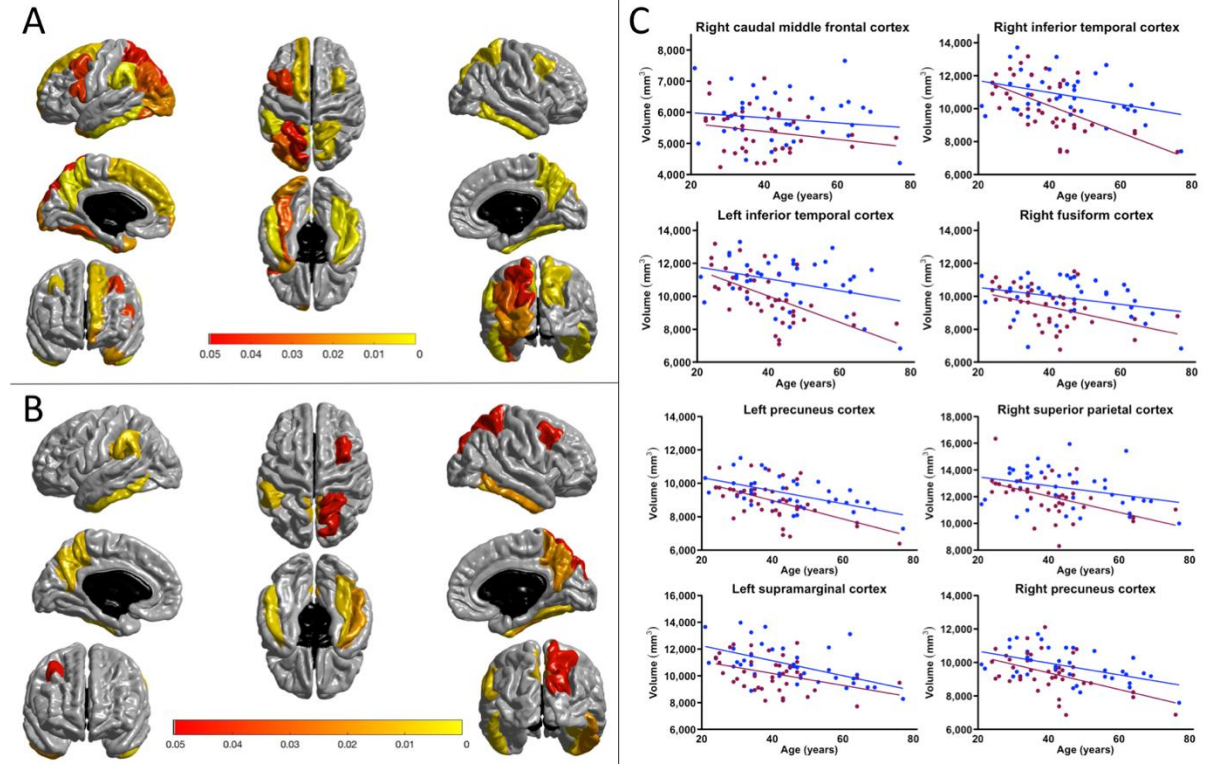 A
0.05 0.04 0.03 0.02 0.01 0
B
0.05 0.04 0.03 0.02 0.01 0
C
Right caudal middle frontal cortex
Volume (mm³)
8,000
7,000
6,000
5,000
4,000
20 40 60 80
Age (years)
Right inferior temporal cortex
Volume (mm³)
14,000
12,000
10,000
8,000
6,000
20 40 60 80
Age (years)
Left inferior temporal cortex
Volume (mm³)
14,000
12,000
10,000
8,000
6,000
20 40 60 80
Age (years)
Right fusiform cortex
Volume (mm³)
14,000
12,000
10,000
8,000
6,000
20 40 60 80
Age (years)
Left precuneus cortex
Volume (mm³)
14,000
12,000
10,000
8,000
6,000
20 40 60 80
Age (years)
Right superior parietal cortex
Volume (mm³)
18,000
16,000
14,000
12,000
10,000
8,000
20 40 60 80
Age (years)
Left supramarginal cortex
Volume (mm³)
16,000
14,000
12,000
10,000
8,000
6,000
20 40 60 80
Age (years)
Right precuneus cortex
Volume (mm³)
14,000
12,000
10,000
8,000
6,000
20 40 60 80
Age (years)